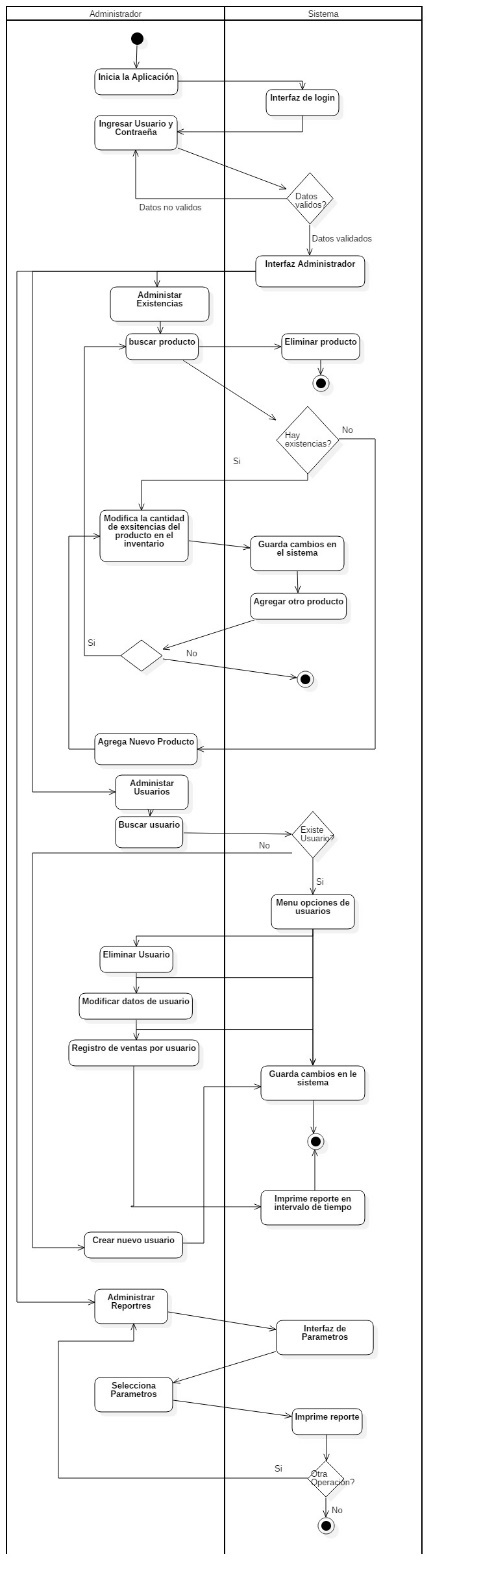 Administrador
Sistema
Inicia la Aplicación
Interfaz de login
Ingresar Usuario y
Contraeña
Datos
validos?
Datos no validos
Datos validados
Interfaz Administrador
Administar
Existencias
buscar producto
Eliminar producto
Hay
existencias?
No
Si
Modifica la cantidad
de exsitencias del
producto en el
inventario
Guarda cambios en
el sistema
Agregar otro producto
Si
No
Agrega Nuevo Producto
Administar
Usuarios
Buscar usuario
Existe
Usuario?
No
Si
Menu opciones de
usuarios
Eliminar Usuario
Modificar datos de usuario
Registro de ventas por usuario
Guarda cambios en le
sistema
Imprime reporte en
intervalo de tiempo
Crear nuevo usuario
Administrar
Reportres
Interfaz de
Parametros
Selecciona
Parametros
Imprime reporte
Si
Otra
Operación?
No